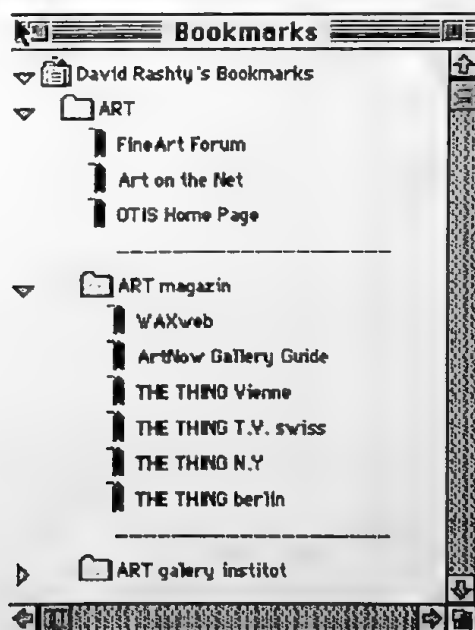 Bookmarks
David Rashty's Bookmarks
ART
FineArt Forum
Art on the Net
OTIS Home Page
ART magazin
WAXweb
ArtNow Gallery Guide
THE THING Vienne
THE THING T.V. swiss
THE THING N.Y
THE THING berlin
ART galery institot